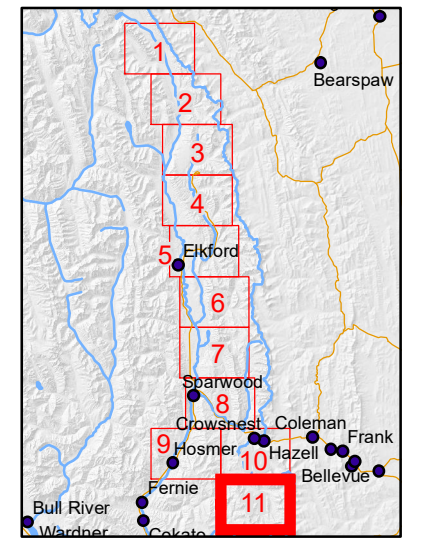 1
Bearspaw
2
3
4
5 Elkford
6
7
Sparwood
8
Crowsnest Coleman
9 Hosmer 10 Hazell Frank
Bellevue
Fernie
11
Bull River
Wardner Cokato